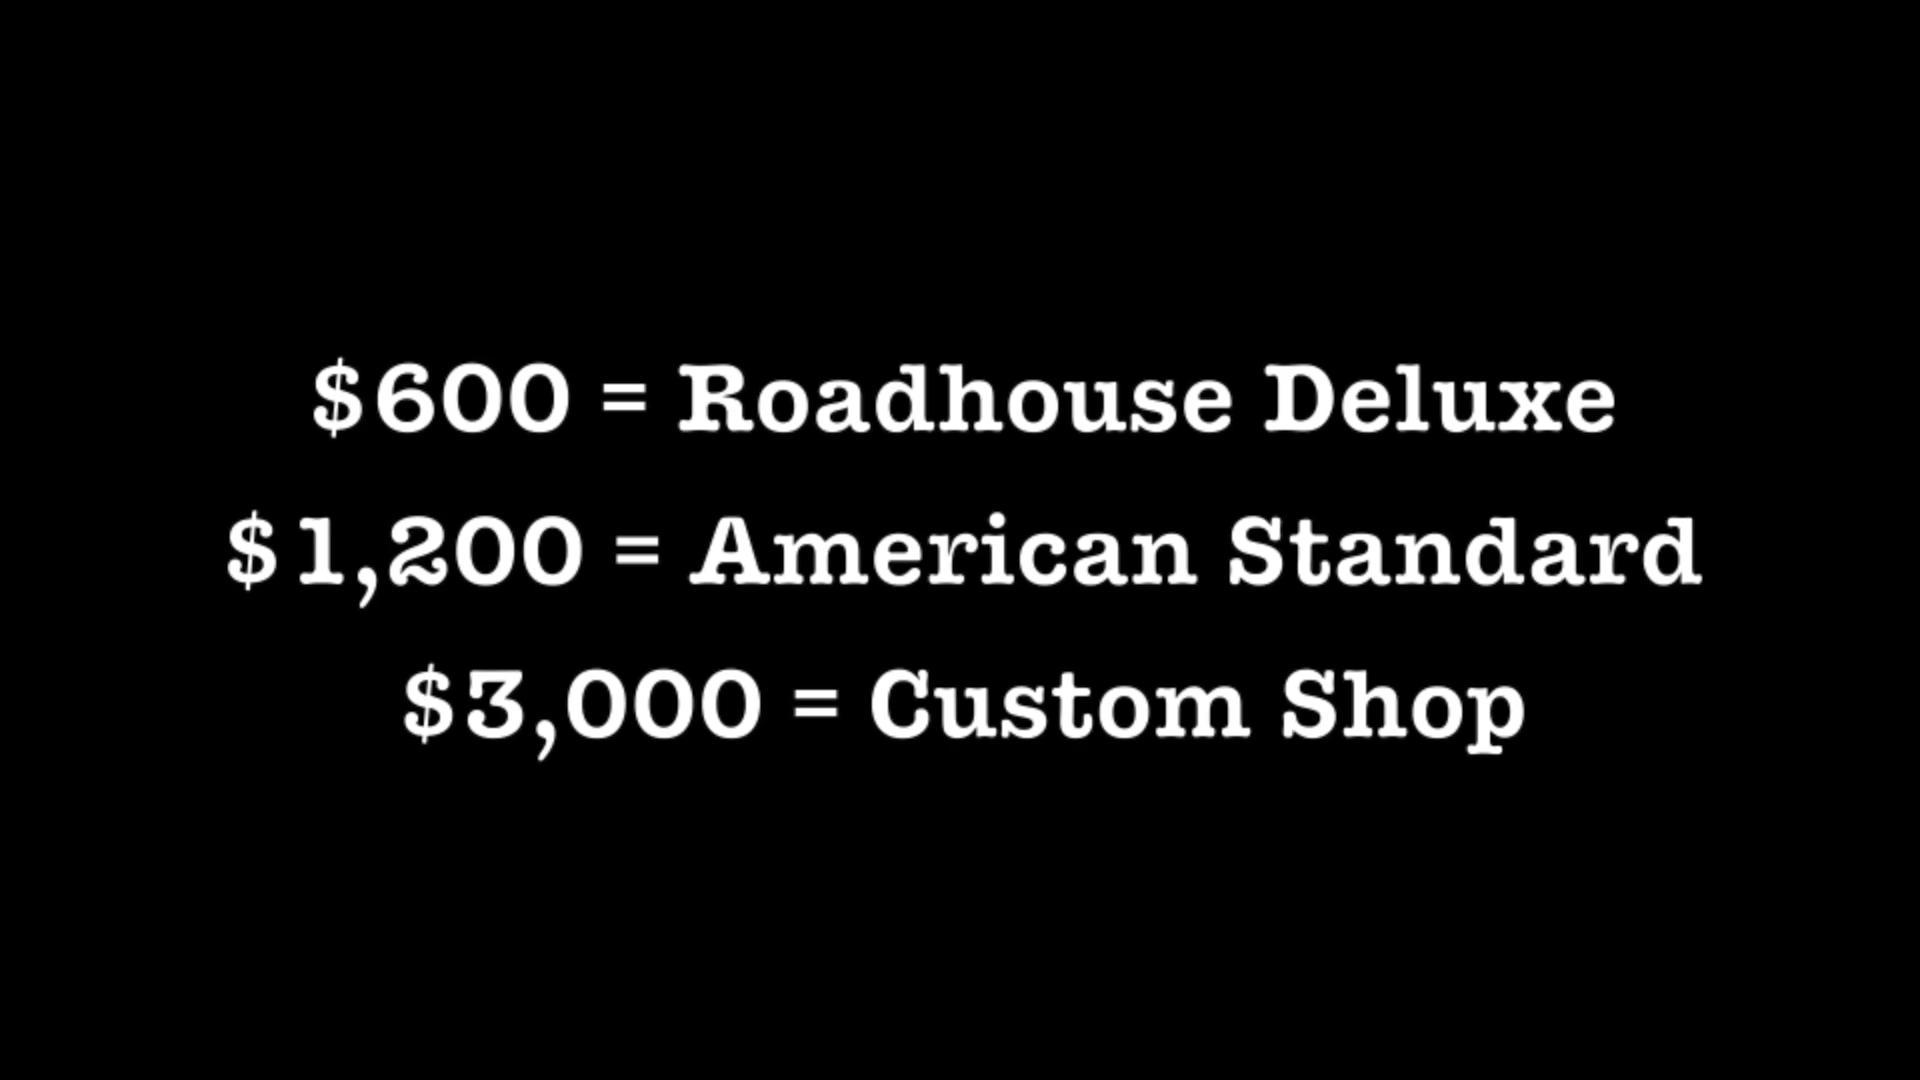 $600 = Roadhouse Deluxe
$1,200 = American Standard
$3,000 = Custom Shop